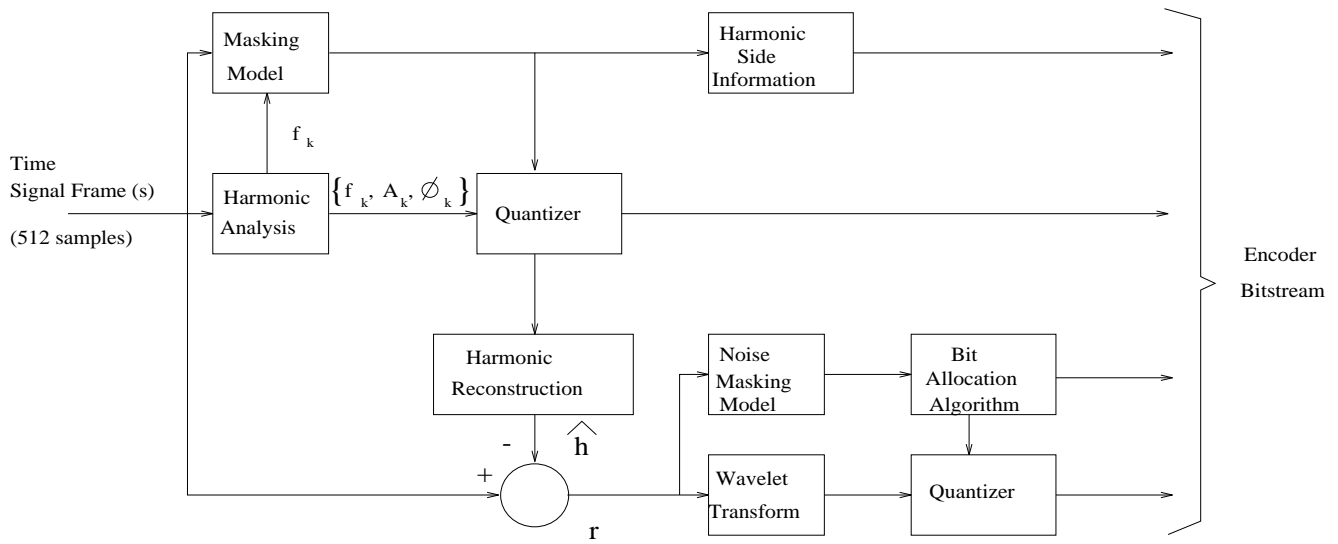 Masking
Model
Harmonic
Side
Information
f k
Time
Signal Frame (s)
(512 samples)
Harmonic
Analysis
{f k, A k, ∅ k}
Quantizer
Encoder
Bitstream
Harmonic
Reconstruction
Noise
Masking
Model
Bit
Allocation
Algorithm
- ĥ
+
r
Wavelet
Transform
Quantizer